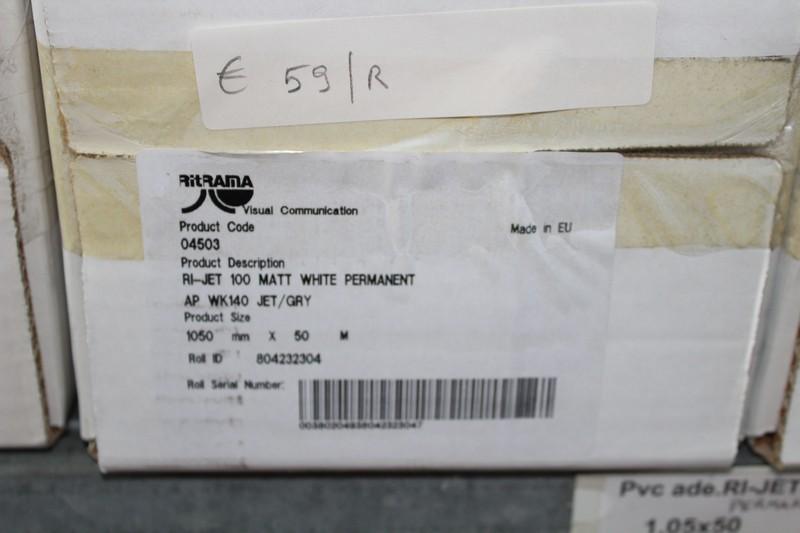 € 59/R
RitRAMA
Visual Communication
Product Code
Made in EU
04503
Product Description
RI-JET 100 MATT WHITE PERMANENT
AP WK140 JET/GRY
Product Size
1050 mm X 50 M
Roll ID 804232304
Roll Serial Number:
Pvc ade.RI-JET
1.05x50